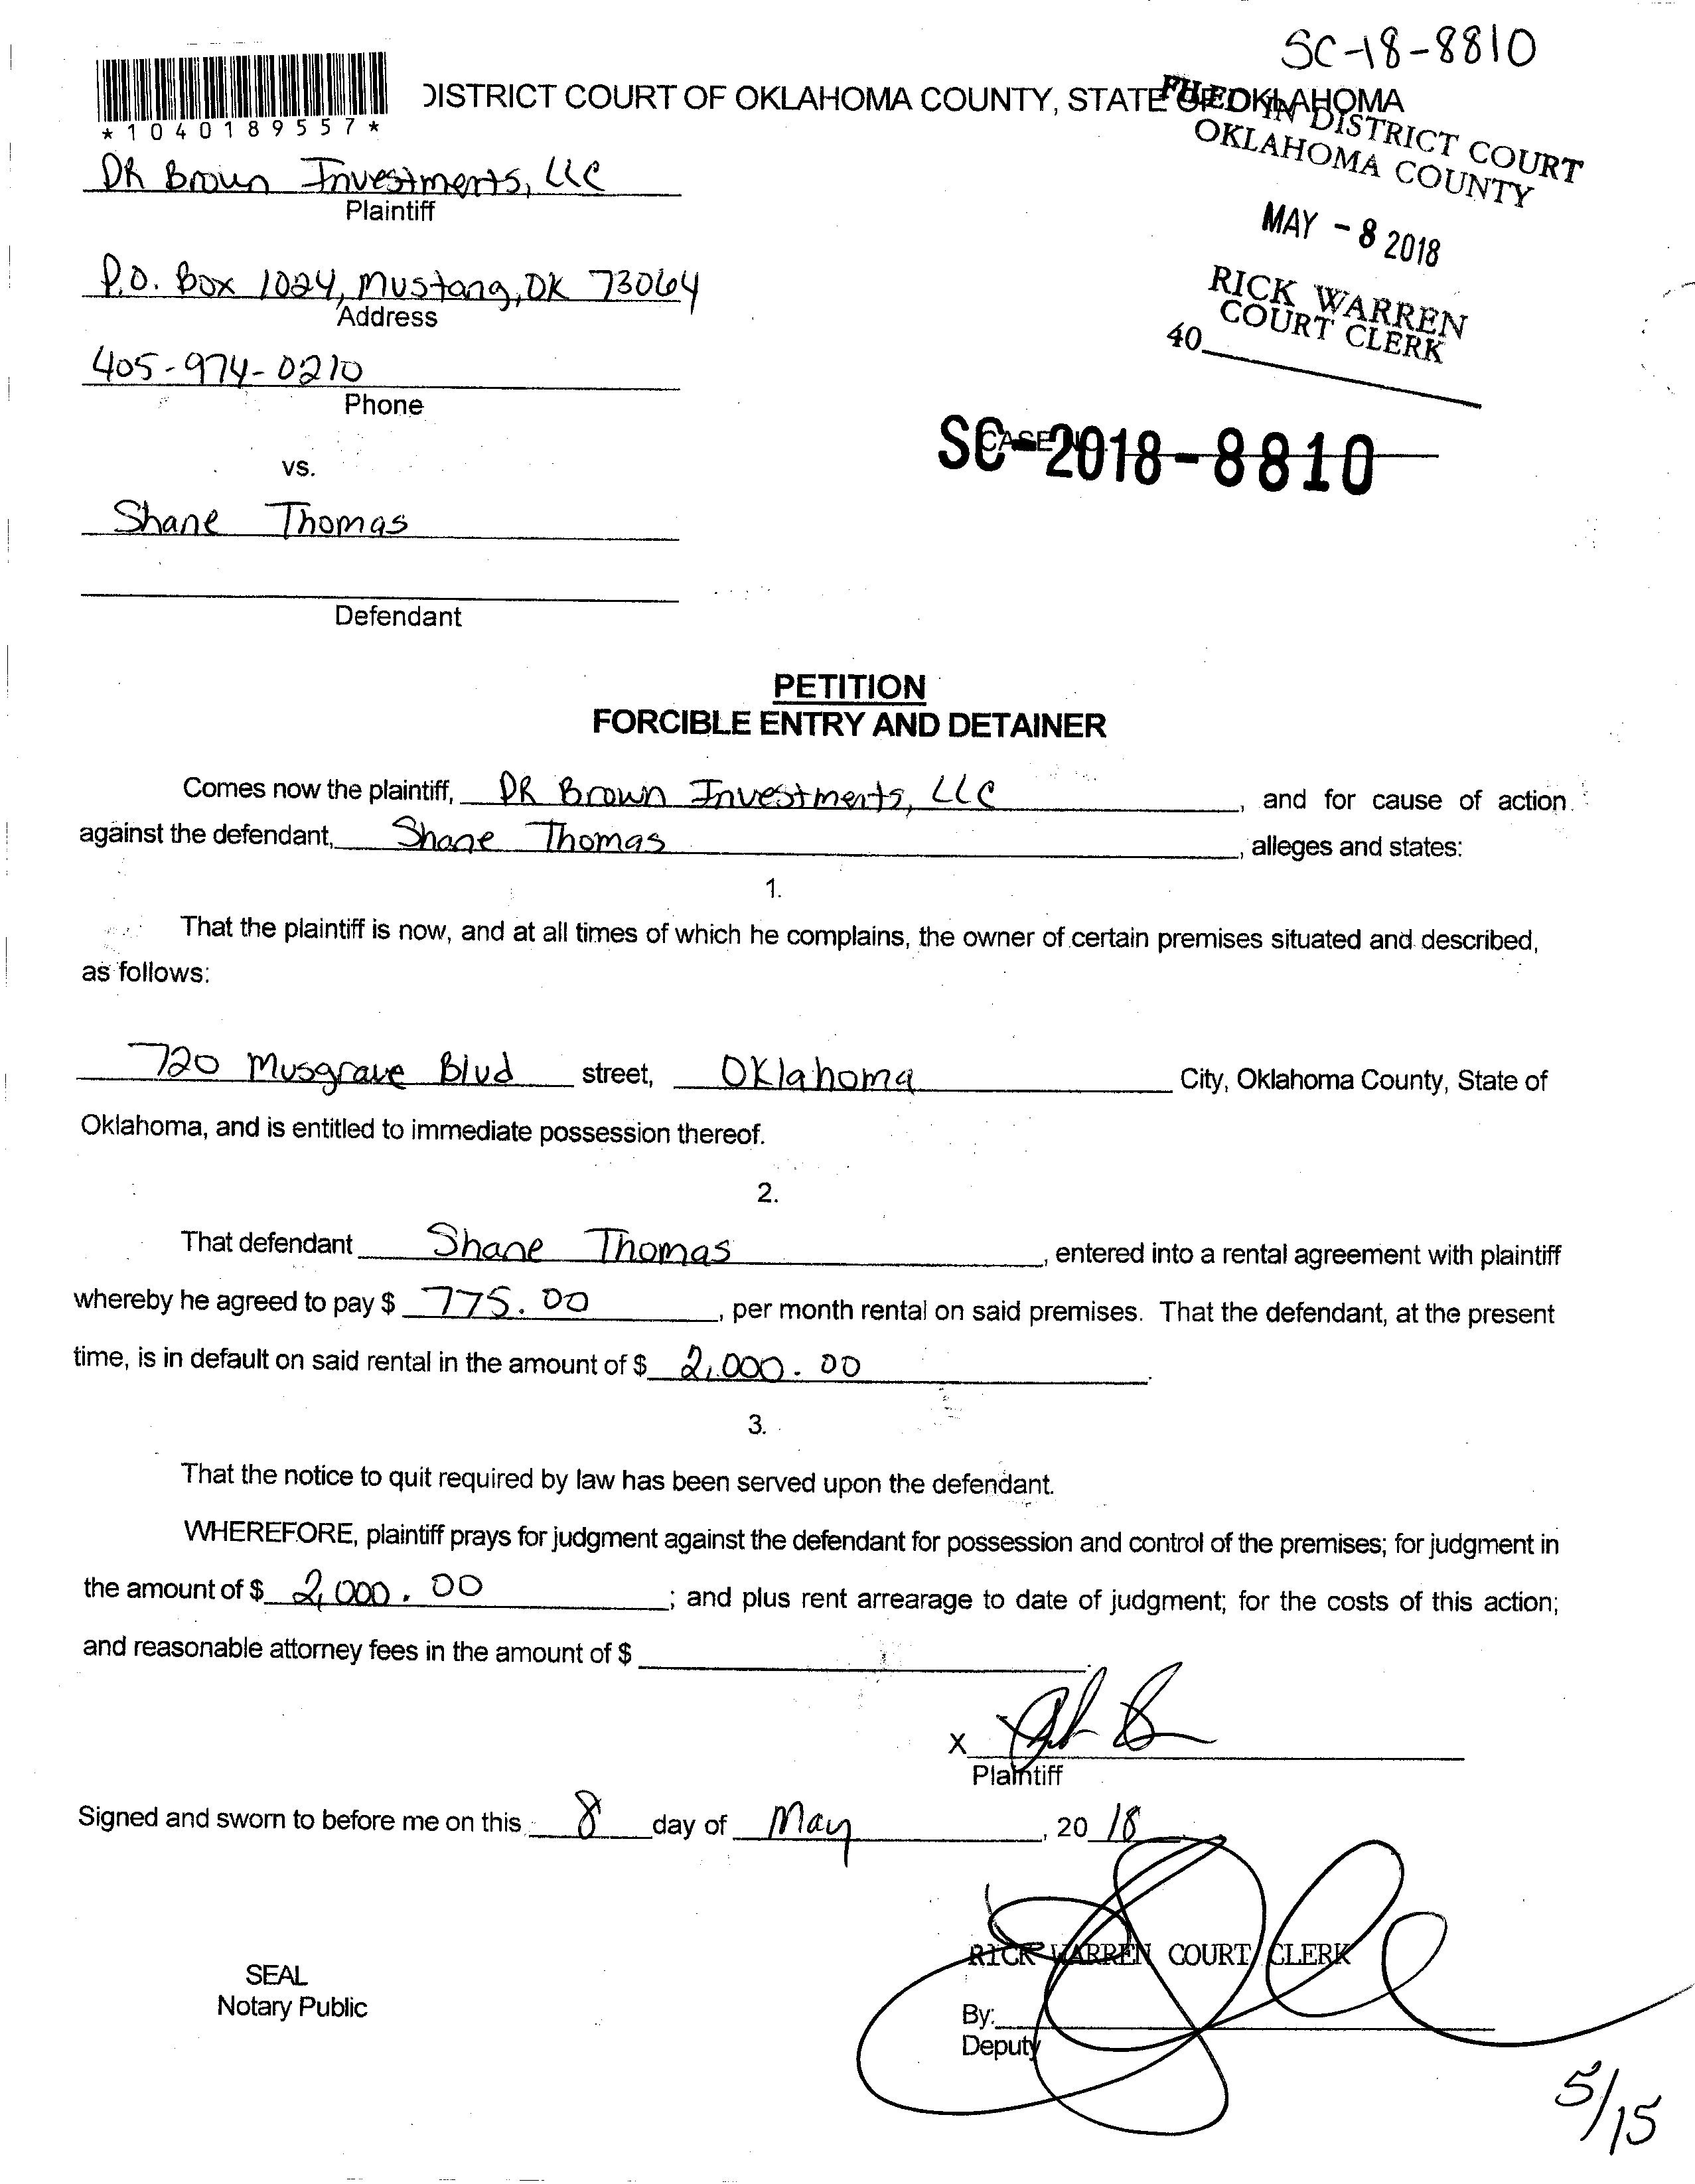 SC-18-8810
DISTRICT COURT OF OKLAHOMA COUNTY, STATE OF OKLAHOMA
*1040189557*
FILED IN DISTRICT COURT
OKLAHOMA COUNTY
DR Brown Investments, LLC
Plaintiff
MAY - 8 2018
P.O. Box 1024, Mustang, OK 73064
Address
RICK WARREN
COURT CLERK
40
405-974-0210
Phone
CASE
SC-2018-8810
vs.
Shane Thomas
Defendant
PETITION
FORCIBLE ENTRY AND DETAINER
Comes now the plaintiff, DR Brown Investments, LLC, and for cause of action
against the defendant, Shane Thomas, alleges and states:
1.
That the plaintiff is now, and at all times of which he complains, the owner of certain premises situated and described,
as follows:
720 Musgrave Blvd street, Oklahoma City, Oklahoma County, State of
Oklahoma, and is entitled to immediate possession thereof.
2.
That defendant Shane Thomas, entered into a rental agreement with plaintiff
whereby he agreed to pay $ 775.00, per month rental on said premises. That the defendant, at the present
time, is in default on said rental in the amount of $ 2,000.00.
3.
That the notice to quit required by law has been served upon the defendant.
WHEREFORE, plaintiff prays for judgment against the defendant for possession and control of the premises; for judgment in
the amount of $ 2,000.00; and plus rent arrearage to date of judgment; for the costs of this action;
and reasonable attorney fees in the amount of $
X
Plaintiff
Signed and sworn to before me on this 8 day of May, 20 18
RICK WARREN COURT CLERK
SEAL
Notary Public
By:
Deputy
5/15